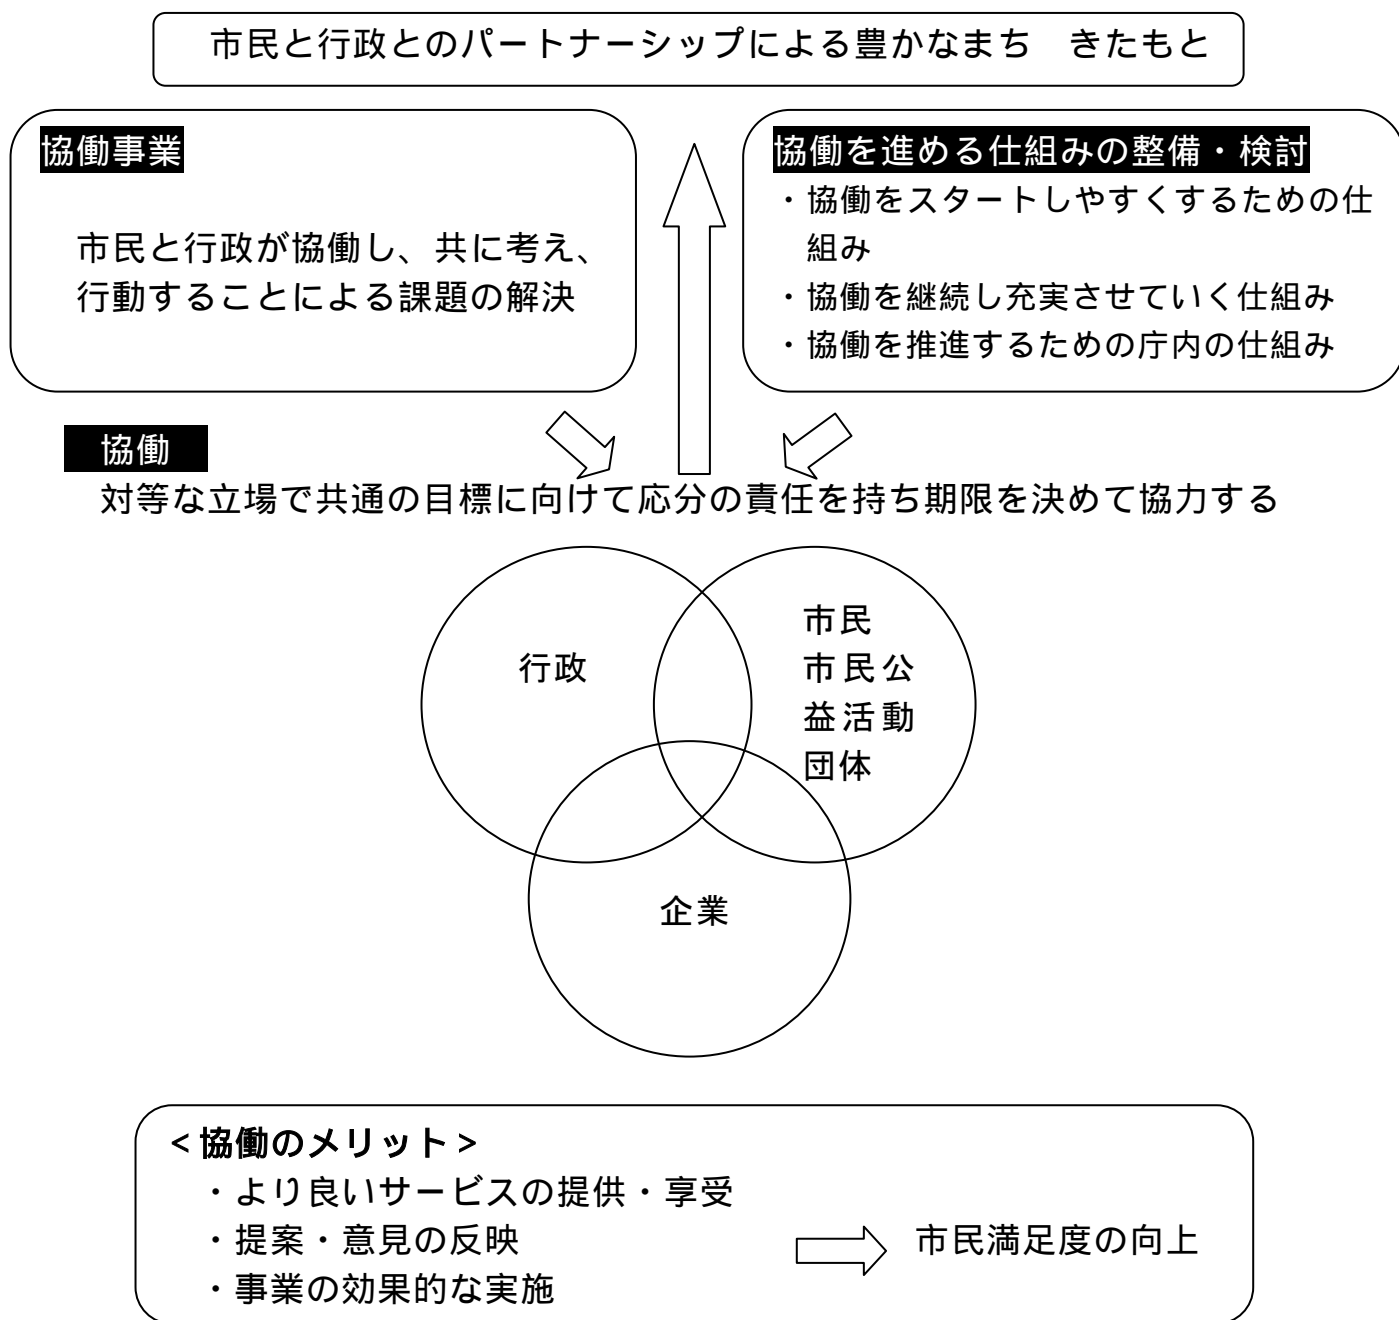 市民と行政とのパートナーシップによる豊かなまち　きたもと
協働事業
市民と行政が協働し、共に考え、
行動することによる課題の解決
協働を進める仕組みの整備・検討
・協働をスタートしやすくするための仕
組み
・協働を継続し充実させていく仕組み
・協働を推進するための庁内の仕組み
協働
対等な立場で共通の目標に向けて応分の責任を持ち期限を決めて協力する
行政
市民
市民公
益活動
団体
企業
<協働のメリット>
・より良いサービスの提供・享受
・提案・意見の反映
・事業の効果的な実施
市民満足度の向上